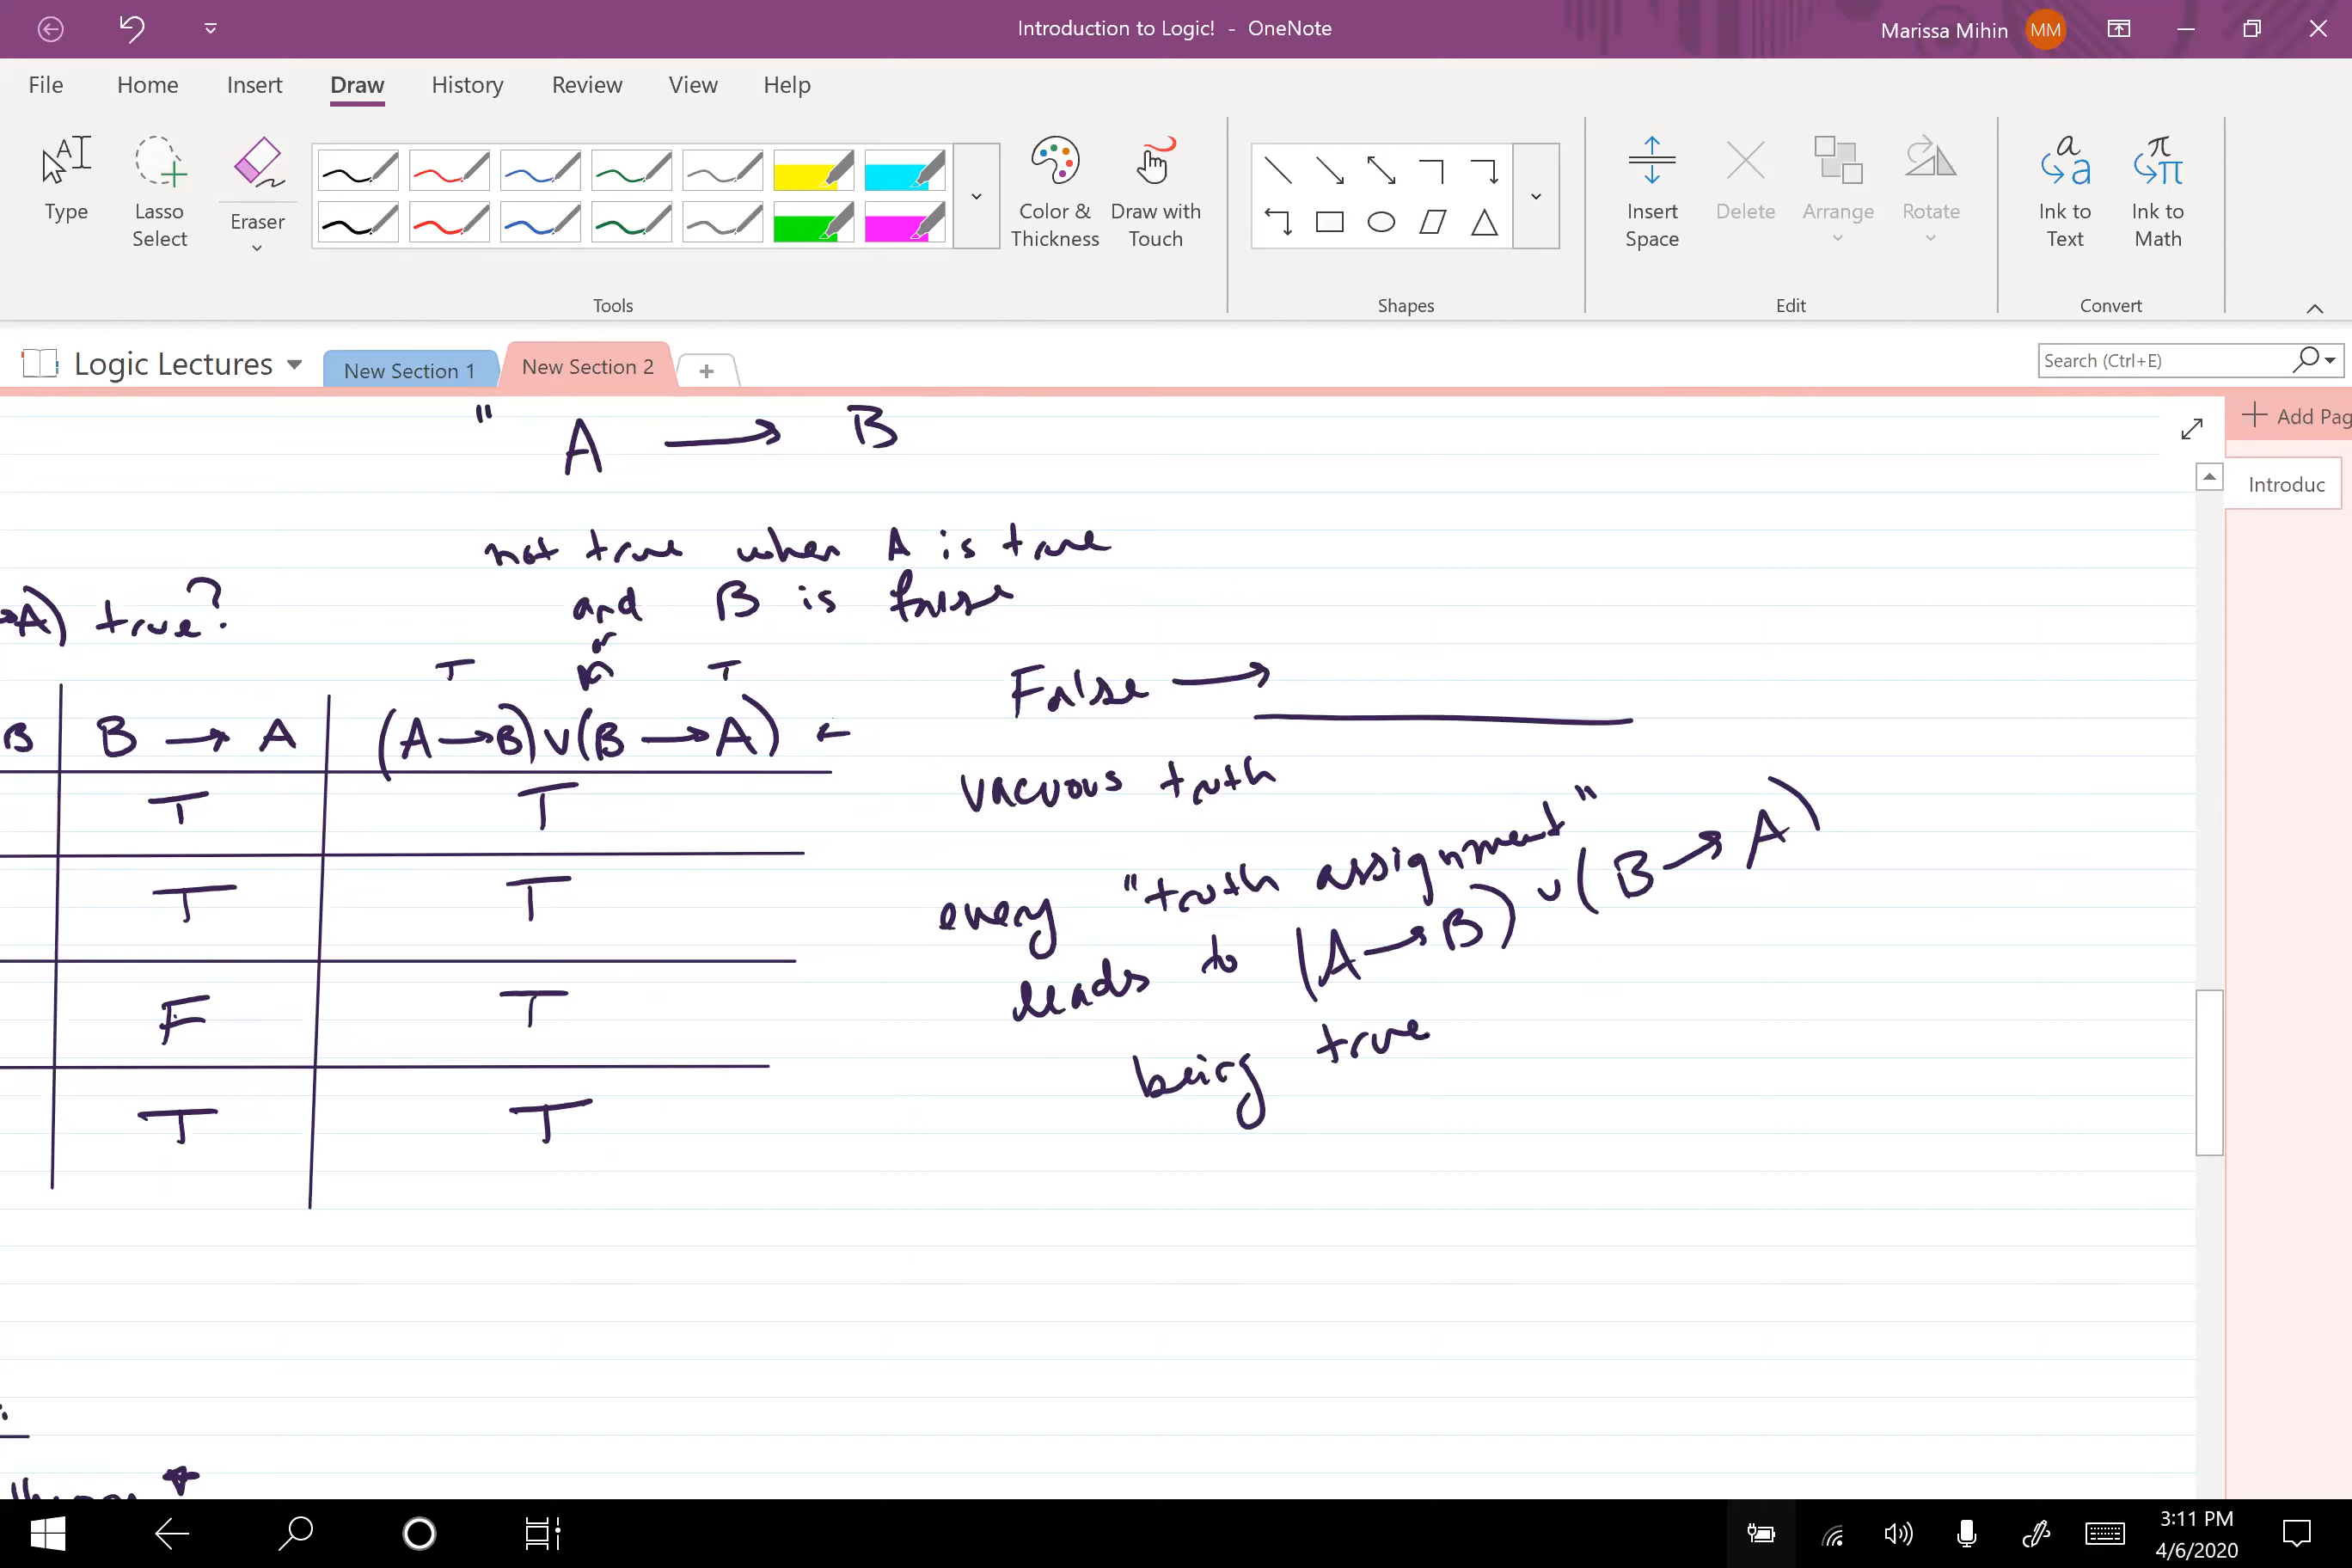 Introduction to Logic! - OneNote
Marissa Mihin MM
File Home Insert Draw History Review View Help
Type
Lasso Select
Eraser
Color & Thickness
Draw with Touch
Insert Space
Delete
Arrange
Rotate
Ink to Text
Ink to Math
Tools Shapes Edit Convert
Logic Lectures New Section 1 New Section 2 +
Search (Ctrl+E)
Add Pag
Introduc
" A → B
not true when A is true
and B is false
→A) true?
or
T T
False →
B B → A (A→B) ∨ (B → A) ←
vacuous truth
T T
every "truth assignment"
T T
leads to (A→B) ∨ (B → A)
F T
being true
T T
3:11 PM
4/6/2020